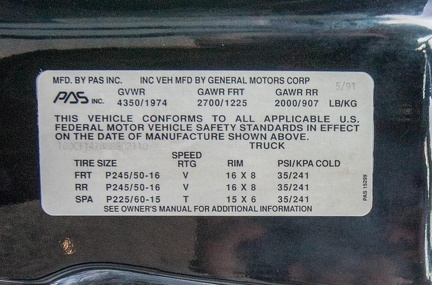 MFD. BY PAS INC. INC VEH MFD BY GENERAL MOTORS CORP 5/91
PAS INC. GVWR GAWR FRT GAWR RR
4350/1974 2700/1225 2000/907 LB/KG
THIS VEHICLE CONFORMS TO ALL APPLICABLE U.S.
FEDERAL MOTOR VEHICLE SAFETY STANDARDS IN EFFECT
ON THE DATE OF MANUFACTURE SHOWN ABOVE.
TRUCK
TIRE SIZE SPEED RTG RIM PSI/KPA COLD
FRT P245/50-16 V 16 X 8 35/241
RR P245/50-16 V 16 X 8 35/241
SPA P225/60-15 T 15 X 6 35/241
SEE OWNER'S MANUAL FOR ADDITIONAL INFORMATION
PAS 15299